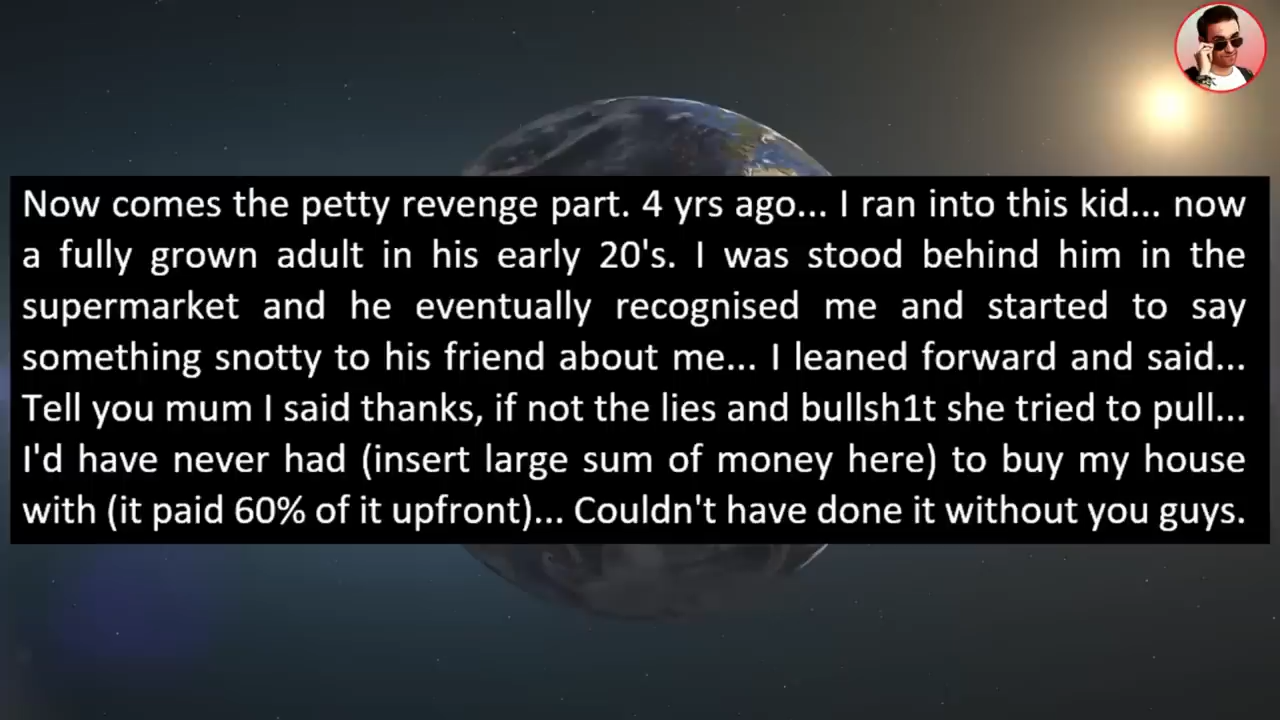 Now comes the petty revenge part. 4 yrs ago... I ran into this kid... now
a fully grown adult in his early 20's. I was stood behind him in the
supermarket and he eventually recognised me and started to say
something snotty to his friend about me... I leaned forward and said...
Tell you mum I said thanks, if not the lies and bullsh1t she tried to pull...
I'd have never had (insert large sum of money here) to buy my house
with (it paid 60% of it upfront)... Couldn't have done it without you guys.